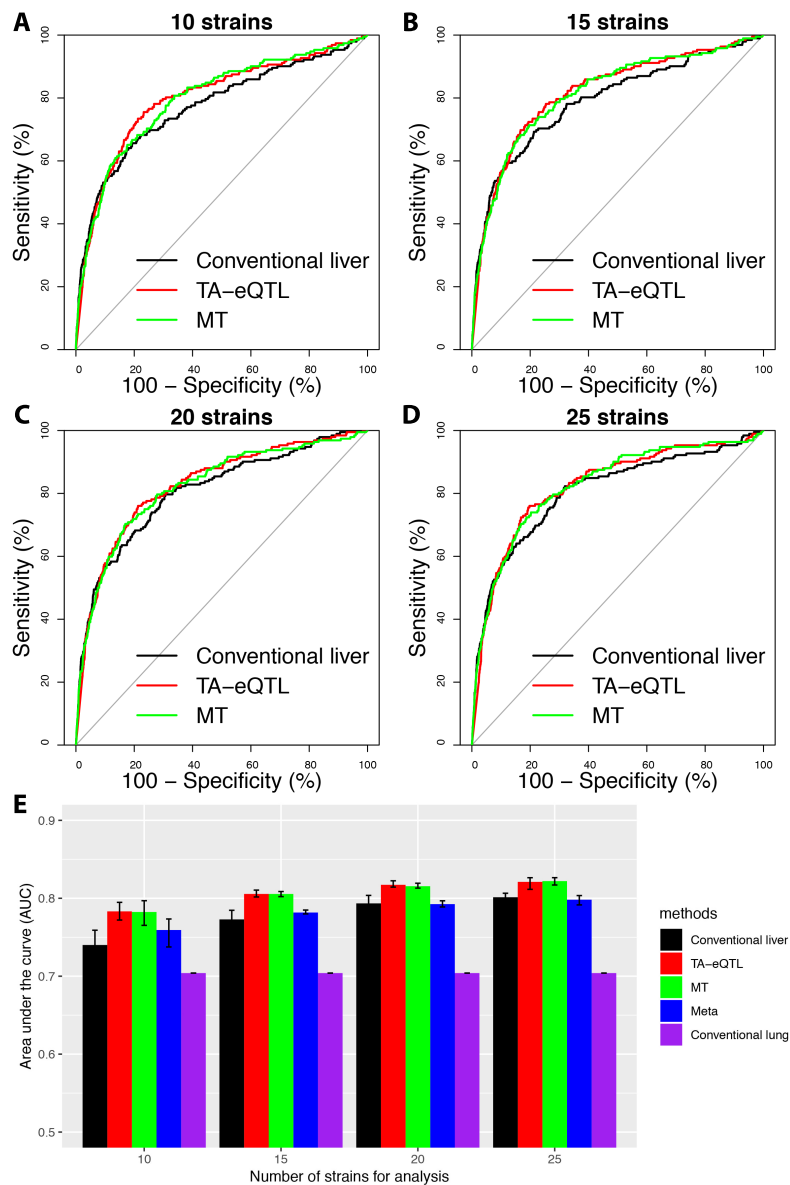 A
10 strains
100
80
60
40
20
0
Sensitivity (%)
Conventional liver
TA−eQTL
MT
0 20 40 60 80 100
100 − Specificity (%)
B
15 strains
100
80
60
40
20
0
Sensitivity (%)
Conventional liver
TA−eQTL
MT
0 20 40 60 80 100
100 − Specificity (%)
C
20 strains
100
80
60
40
20
0
Sensitivity (%)
Conventional liver
TA−eQTL
MT
0 20 40 60 80 100
100 − Specificity (%)
D
25 strains
100
80
60
40
20
0
Sensitivity (%)
Conventional liver
TA−eQTL
MT
0 20 40 60 80 100
100 − Specificity (%)
E
0.9
0.8
0.7
0.6
0.5
Area under the curve (AUC)
10 15 20 25
Number of strains for analysis
methods
Conventional liver
TA−eQTL
MT
Meta
Conventional lung